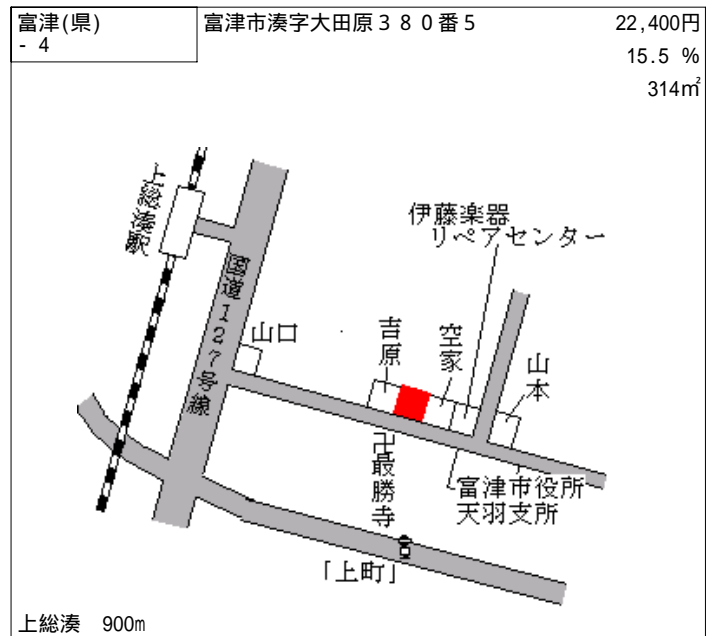 富津(県)
- 4
富津市湊字大田原３８０番5
22,400円
15.5 %
314㎡
上総湊駅
国道127号線
山口
吉原
空家
伊藤楽器
リペアセンター
山本
卍最勝寺
富津市役所
天羽支所
「上町」
上総湊 900m